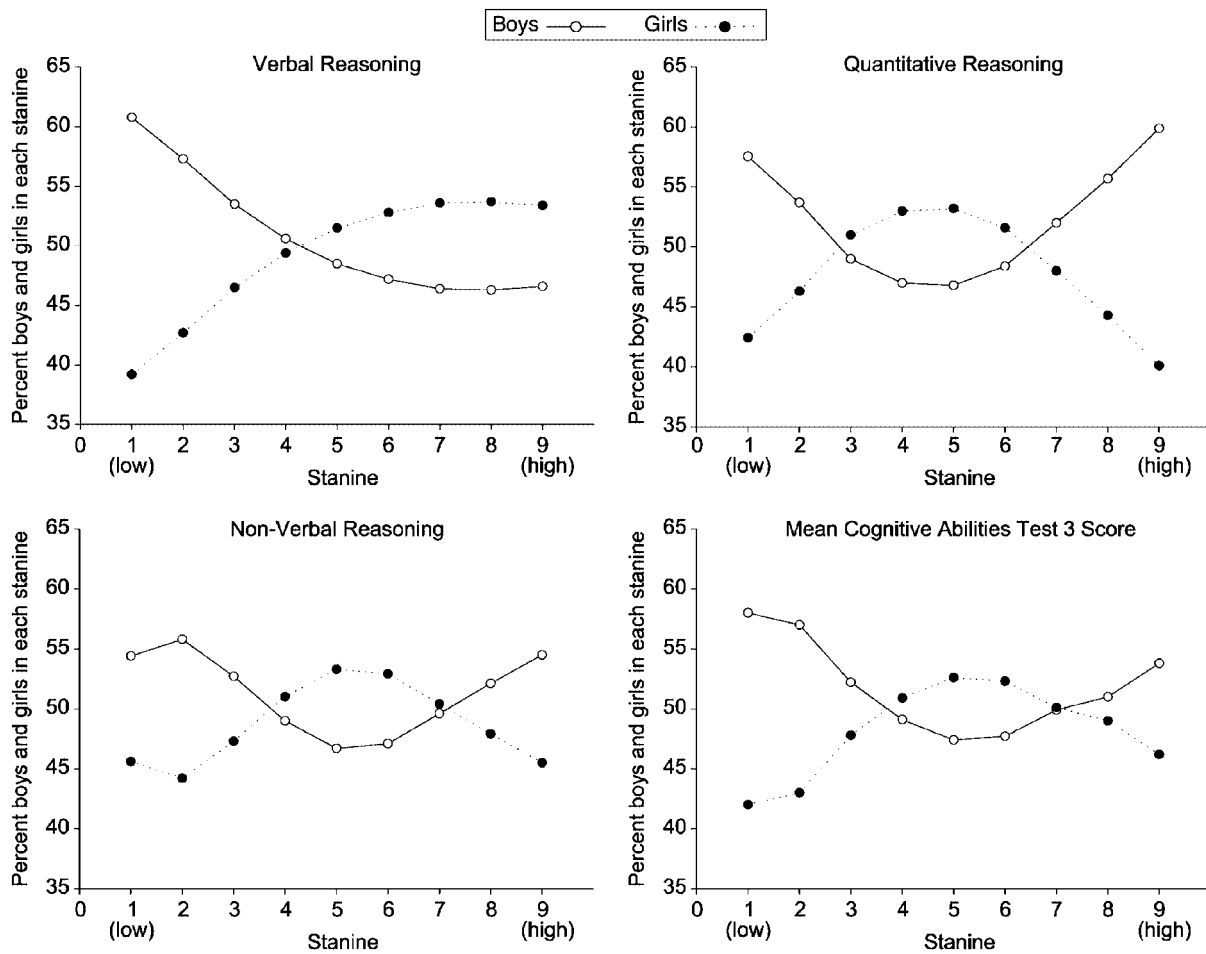 Boys Girls
Verbal Reasoning
Percent boys and girls in each stanine
65
60
55
50
45
40
35
0 1 2 3 4 5 6 7 8 9
(low) (high)
Stanine
Quantitative Reasoning
Percent boys and girls in each stanine
65
60
55
50
45
40
35
0 1 2 3 4 5 6 7 8 9
(low) (high)
Stanine
Non-Verbal Reasoning
Percent boys and girls in each stanine
65
60
55
50
45
40
35
0 1 2 3 4 5 6 7 8 9
(low) (high)
Stanine
Mean Cognitive Abilities Test 3 Score
Percent boys and girls in each stanine
65
60
55
50
45
40
35
0 1 2 3 4 5 6 7 8 9
(low) (high)
Stanine